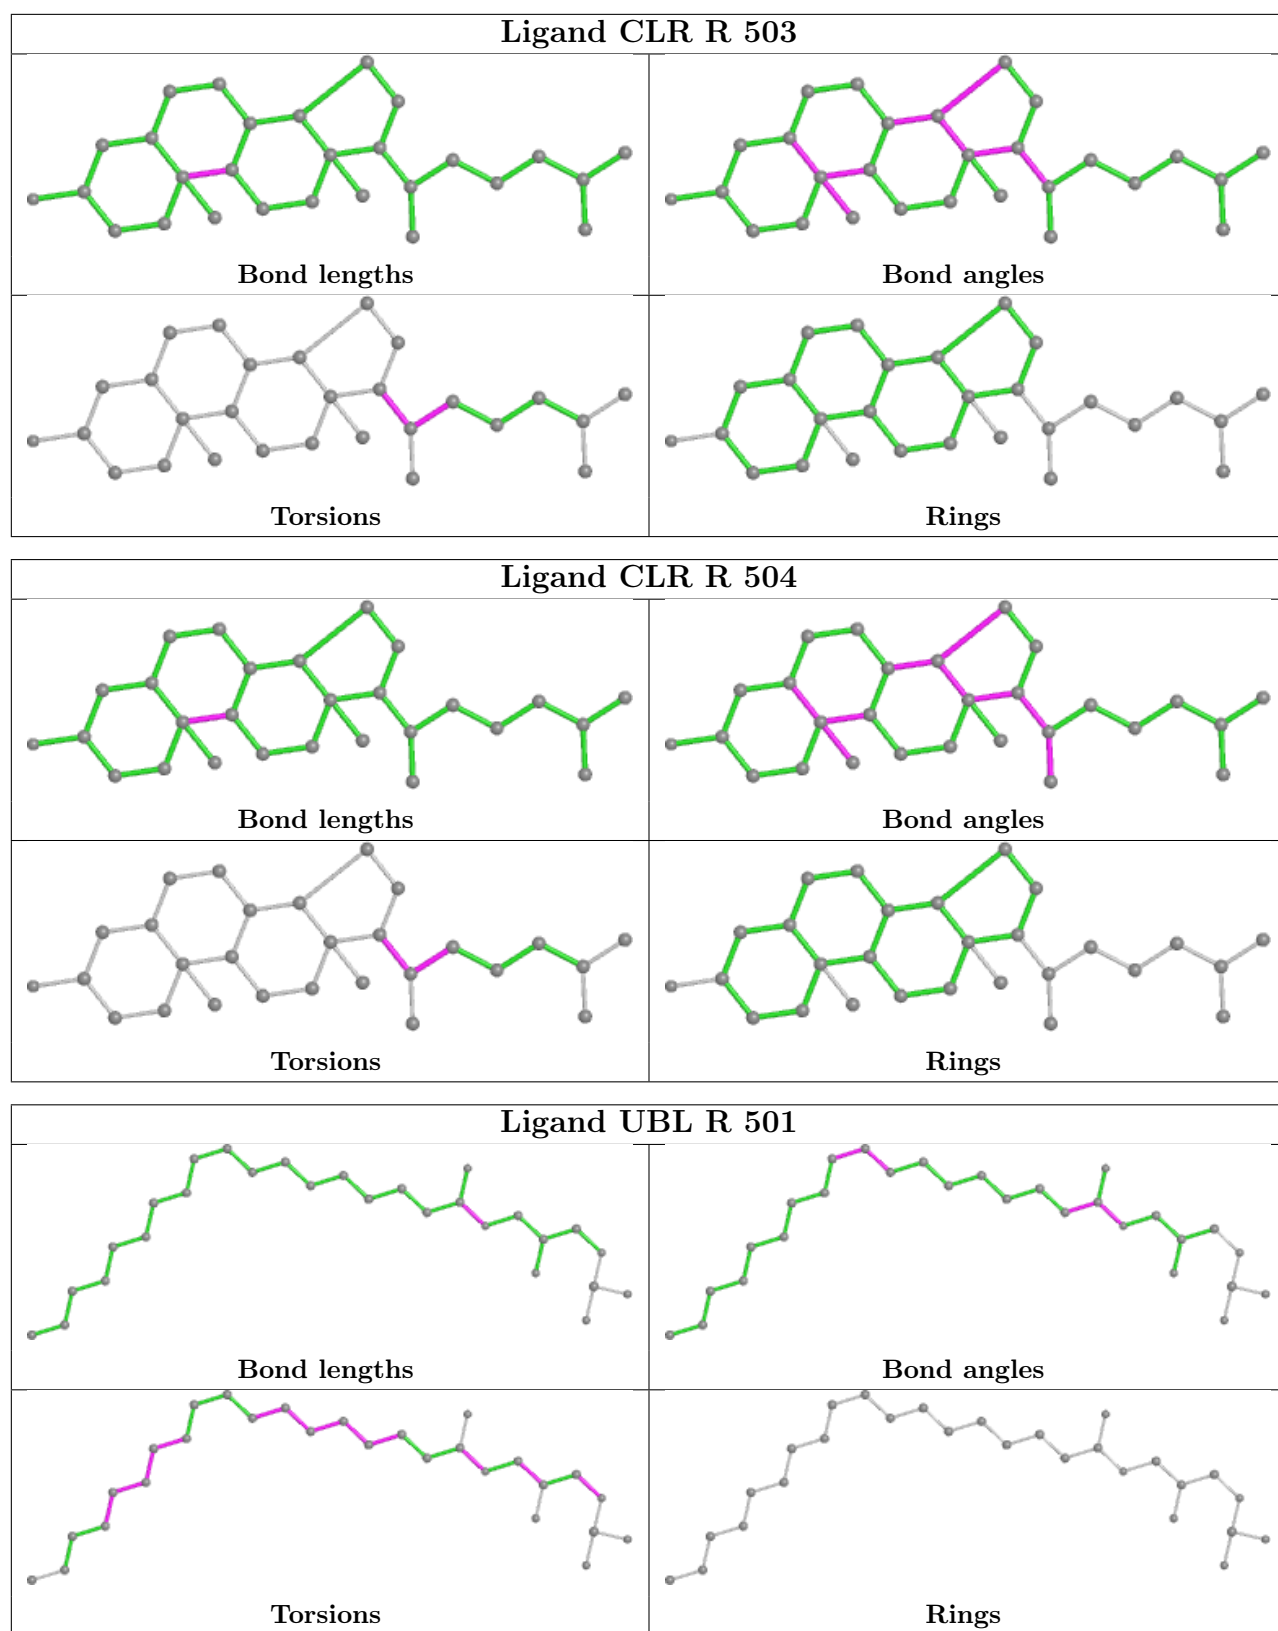 Ligand CLR R 503
Bond lengths
Bond angles
Torsions
Rings
Ligand CLR R 504
Bond lengths
Bond angles
Torsions
Rings
Ligand UBL R 501
Bond lengths
Bond angles
Torsions
Rings